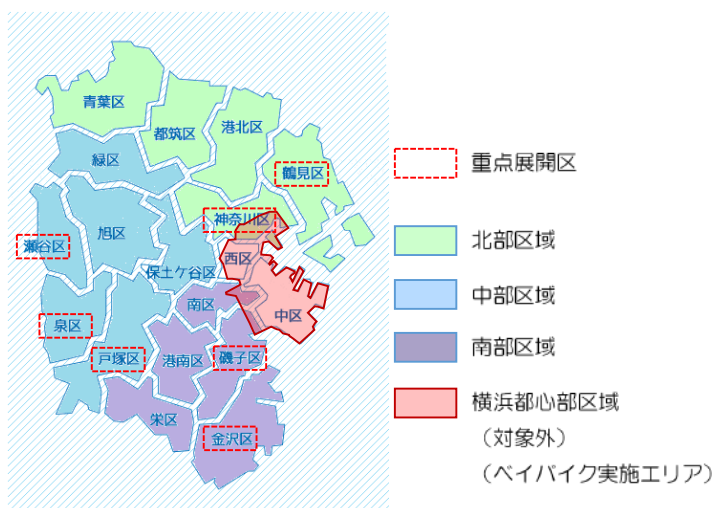 青葉区
都筑区
港北区
緑区
鶴見区
神奈川区
旭区
瀬谷区
西区
保土ケ谷区
南区
中区
泉区
戸塚区
港南区
磯子区
栄区
金沢区
重点展開区
北部区域
中部区域
南部区域
横浜都心部区域
（対象外）
（ベイバイク実施エリア）